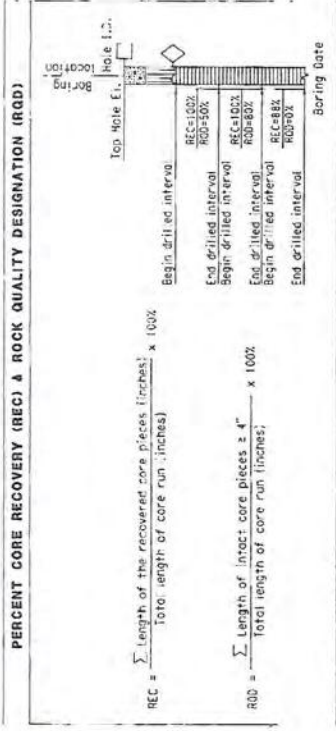 PERCENT CORE RECOVERY (REC) & ROCK QUALITY DESIGNATION (RQD)
REC = ∑ Length of the recovered core pieces (inches)
Total length of core run (inches)
x 100%
RQD = ∑ Length of intact core pieces ≥ 4"
Total length of core run (inches)
x 100%
Boring
location
Hole I.D.
Top Hole El.
Begin drilled interval
REC=100%
RQD=50%
End drilled interval
Begin drilled interval
REC=100%
RQD=80%
End drilled interval
Begin drilled interval
REC=88%
RQD=0%
End drilled interval
Boring Date